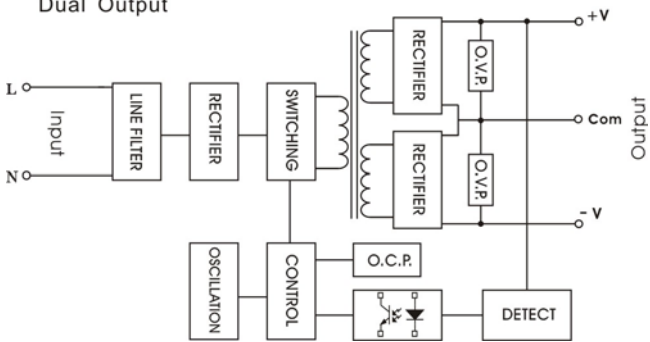 Dual Output
L
N
Input
LINE FILTER
RECTIFIER
SWITCHING
RECTIFIER
RECTIFIER
O.V.P.
O.V.P.
+V
Com
- V
Output
OSCILLATION
CONTROL
O.C.P.
DETECT